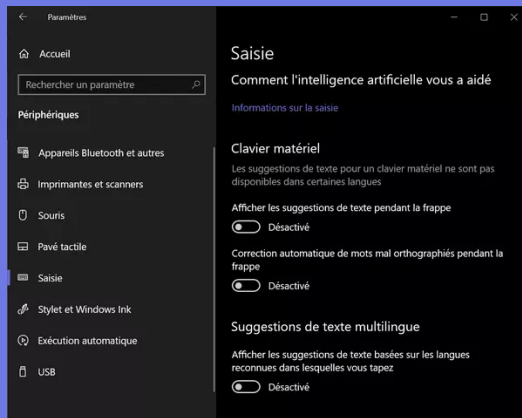 Paramètres
Accueil
Rechercher un paramètre
Périphériques
Appareils Bluetooth et autres
Imprimantes et scanners
Souris
Pavé tactile
Saisie
Stylet et Windows Ink
Exécution automatique
USB
Saisie
Comment l'intelligence artificielle vous a aidé
Informations sur la saisie
Clavier matériel
Les suggestions de texte pour un clavier matériel ne sont pas
disponibles dans certaines langues
Afficher les suggestions de texte pendant la frappe
Désactivé
Correction automatique de mots mal orthographiés pendant la
frappe
Désactivé
Suggestions de texte multilingue
Afficher les suggestions de texte basées sur les langues
reconnues dans lesquelles vous tapez
Désactivé